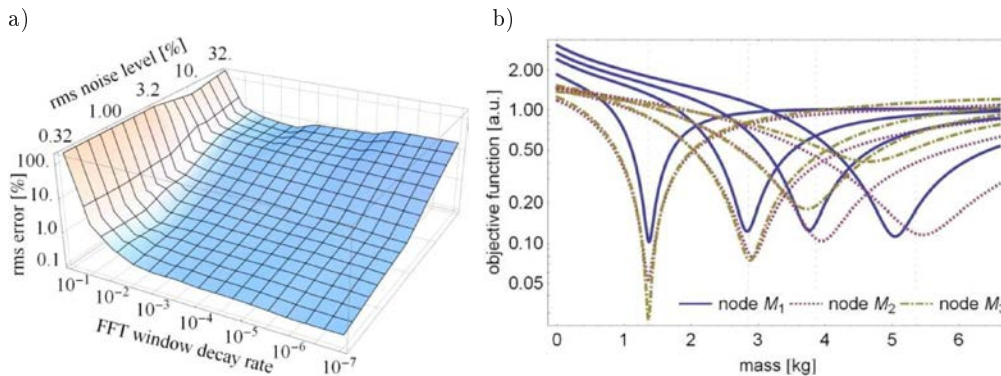 a)
rms noise level [%]
0.32
1.00
3.2
10.
32.
rms error [%]
100.
10.
1.0
0.1
10⁻¹
10⁻²
10⁻³
10⁻⁴
10⁻⁵
10⁻⁶
10⁻⁷
FFT window decay rate
b)
objective function [a.u.]
2.00
1.00
0.50
0.20
0.10
0.05
node M₁
node M₂
node M
0
1
2
3
4
5
6
mass [kg]